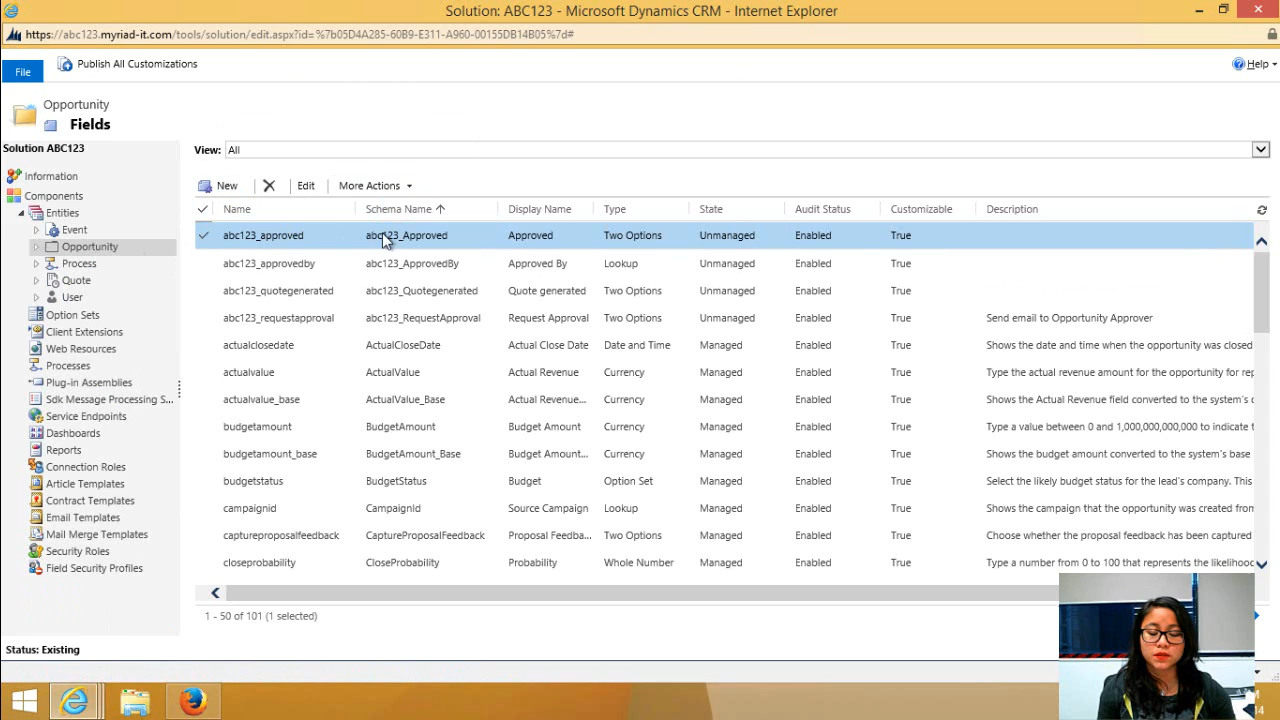 Solution: ABC123 - Microsoft Dynamics CRM - Internet Explorer
https://abc123.myriad-it.com/tools/solution/edit.aspx?id=%7b05D4A285-60B9-E311-A960-00155DB14B05%7d#
File
Publish All Customizations
Help
Opportunity
Fields
Solution ABC123
Information
Components
Entities
Event
Opportunity
Process
Quote
User
Option Sets
Client Extensions
Web Resources
Processes
Plug-in Assemblies
Sdk Message Processing S...
Service Endpoints
Dashboards
Reports
Connection Roles
Article Templates
Contract Templates
Email Templates
Mail Merge Templates
Security Roles
Field Security Profiles
View: All
New Edit More Actions
Name Schema Name Display Name Type State Audit Status Customizable Description
abc123_approved abc123_Approved Approved Two Options Unmanaged Enabled True
abc123_approvedby abc123_ApprovedBy Approved By Lookup Unmanaged Enabled True
abc123_quotegenerated abc123_Quotegenerated Quote generated Two Options Unmanaged Enabled True
abc123_requestapproval abc123_RequestApproval Request Approval Two Options Unmanaged Enabled True Send email to Opportunity Approver
actualclosedate ActualCloseDate Actual Close Date Date and Time Managed Enabled True Shows the date and time when the opportunity was closed
actualvalue ActualValue Actual Revenue Currency Managed Enabled True Type the actual revenue amount for the opportunity for rep
actualvalue_base ActualValue_Base Actual Revenue... Currency Managed Enabled True Shows the Actual Revenue field converted to the system's c
budgetamount BudgetAmount Budget Amount Currency Managed Enabled True Type a value between 0 and 1,000,000,000,000 to indicate t
budgetamount_base BudgetAmount_Base Budget Amount... Currency Managed Enabled True Shows the budget amount converted to the system's base
budgetstatus BudgetStatus Budget Option Set Managed Enabled True Select the likely budget status for the lead's company. This
campaignid CampaignId Source Campaign Lookup Managed Enabled True Shows the campaign that the opportunity was created from
captureproposalfeedback CaptureProposalFeedback Proposal Feedba... Two Options Managed Enabled True Choose whether the proposal feedback has been captured
closeprobability CloseProbability Probability Whole Number Managed Enabled True Type a number from 0 to 100 that represents the likelihood
1 - 50 of 101 (1 selected)
Status: Existing